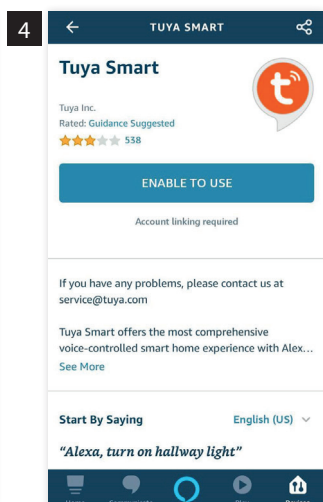 4
TUYA SMART
Tuya Smart
Tuya Inc.
Rated: Guidance Suggested
538
ENABLE TO USE
Account linking required
If you have any problems, please contact us at
service@tuya.com
Tuya Smart offers the most comprehensive
voice-controlled smart home experience with Alex...
See More
Start By Saying English (US)
“Alexa, turn on hallway light”